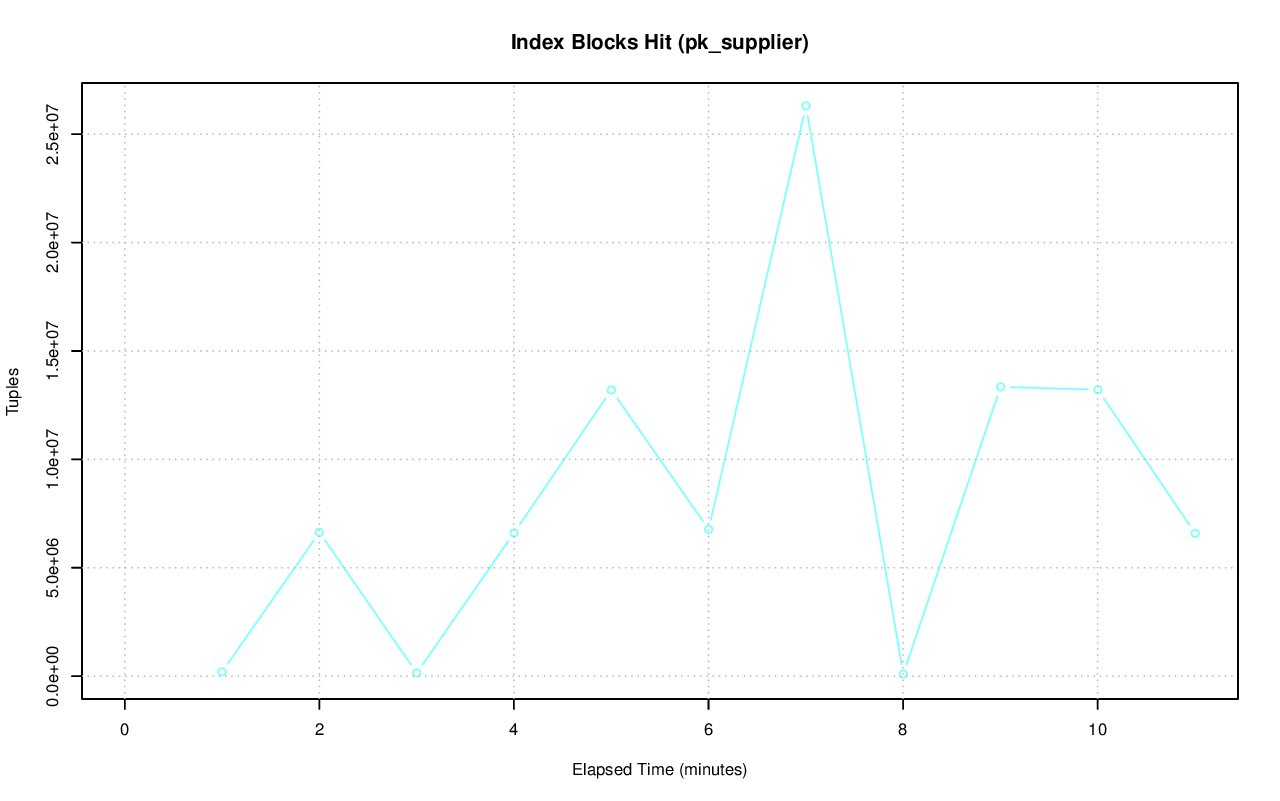 Index Blocks Hit (pk_supplier)
Tuples
2.5e+07
2.0e+07
1.5e+07
1.0e+07
5.0e+06
0.0e+00
0 2 4 6 8 10
Elapsed Time (minutes)